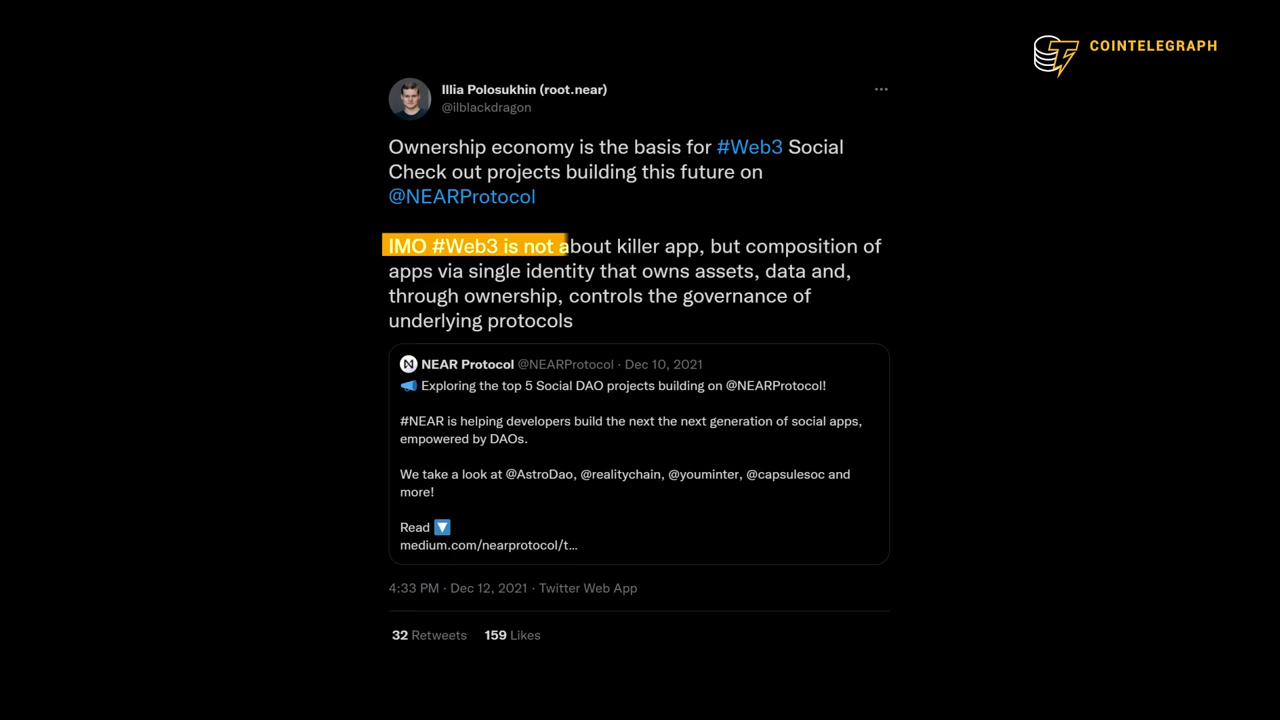 COINTELEGRAPH
Illia Polosukhin (root.near)
@ilblackdragon
Ownership economy is the basis for #Web3 Social
Check out projects building this future on
@NEARProtocol
IMO #Web3 is not about killer app, but composition of
apps via single identity that owns assets, data and,
through ownership, controls the governance of
underlying protocols
NEAR Protocol @NEARProtocol · Dec 10, 2021
📣 Exploring the top 5 Social DAO projects building on @NEARProtocol!
#NEAR is helping developers build the next the next generation of social apps,
empowered by DAOs.
We take a look at @AstroDao, @realitychain, @youminter, @capsulesoc and
more!
Read 🔽
medium.com/nearprotocol/t…
4:33 PM · Dec 12, 2021 · Twitter Web App
32 Retweets 159 Likes